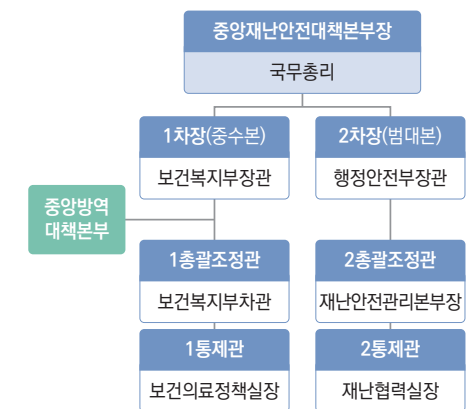 중앙재난안전대책본부장
국무총리
1차장(중수본)
2차장(범대본)
보건복지부장관
행정안전부장관
중앙방역
대책본부
1총괄조정관
2총괄조정관
보건복지부차관
재난안전관리본부장
1통제관
2통제관
보건의료정책실장
재난협력실장